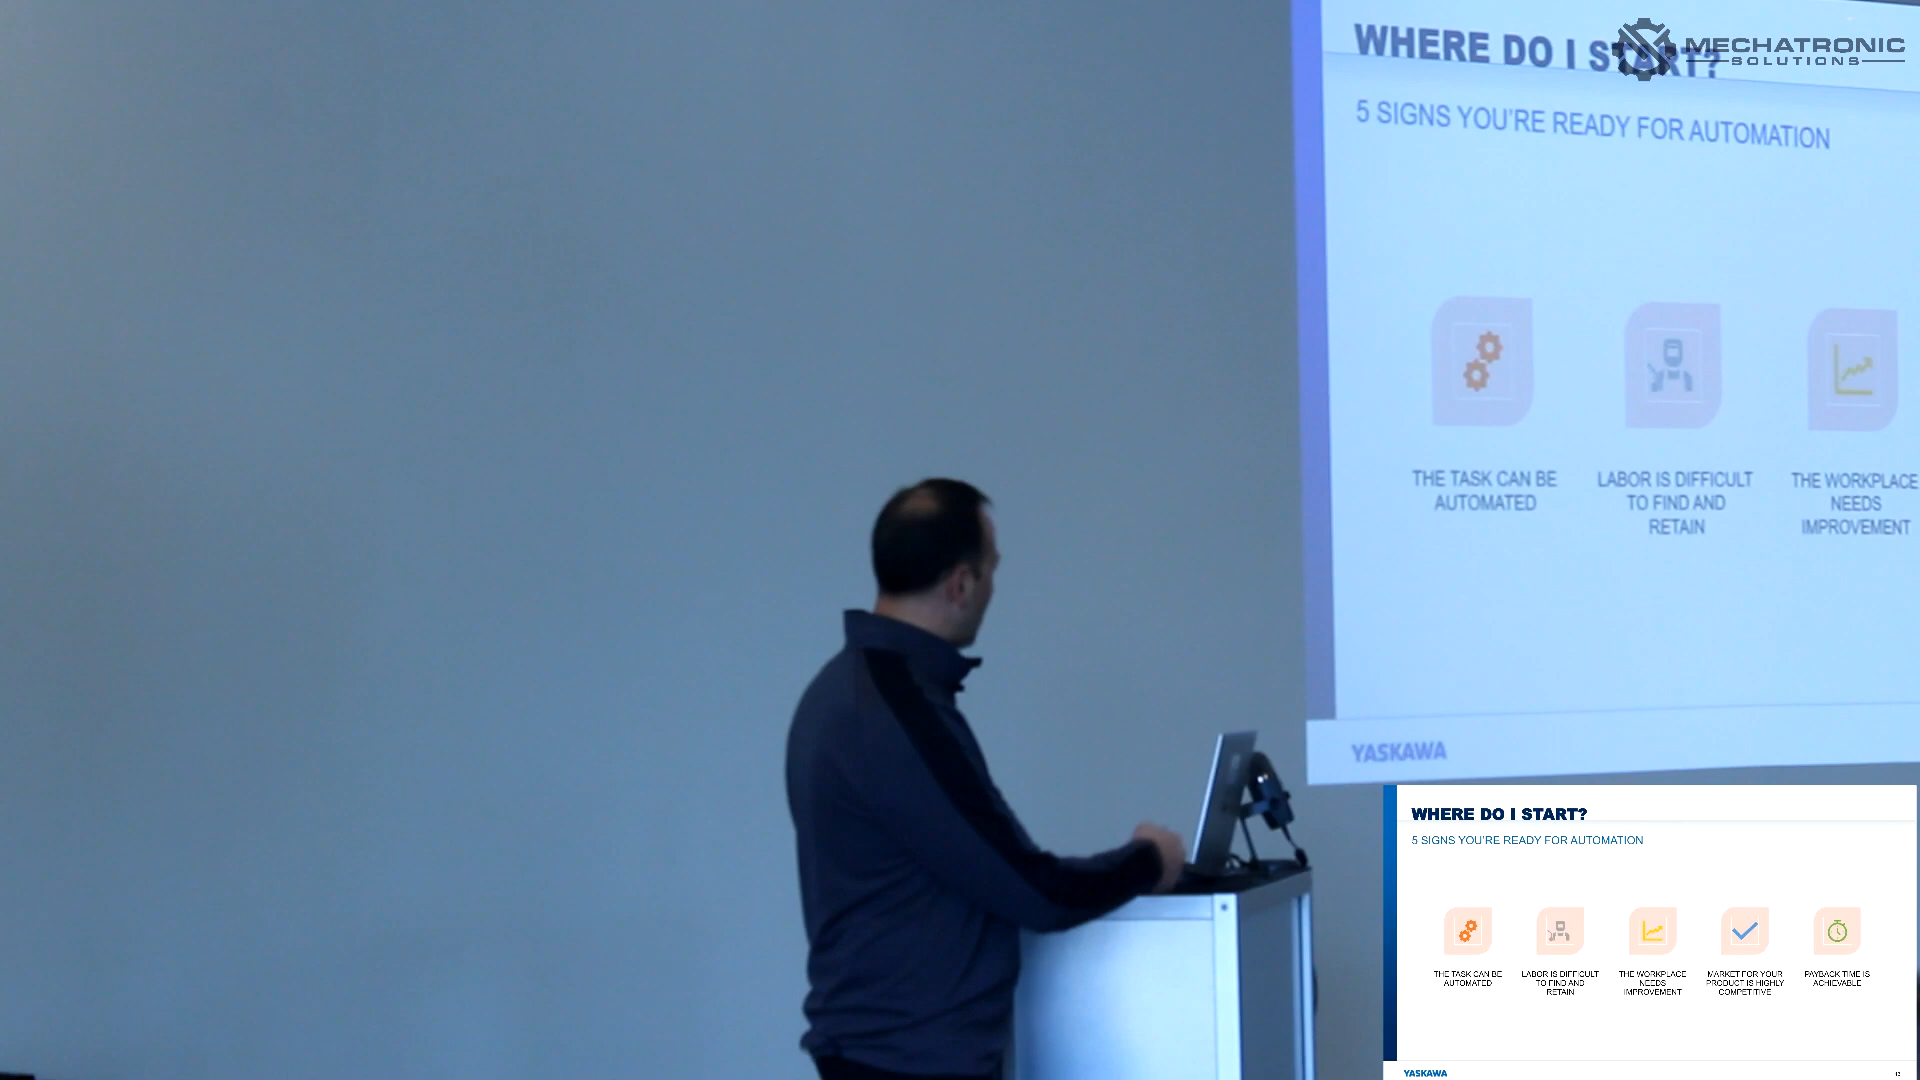 WHERE DO I START?
MECHATRONIC
SOLUTIONS
5 SIGNS YOU'RE READY FOR AUTOMATION
THE TASK CAN BE
AUTOMATED
LABOR IS DIFFICULT
TO FIND AND
RETAIN
THE WORKPLACE
NEEDS
IMPROVEMENT
YASKAWA
WHERE DO I START?
5 SIGNS YOU'RE READY FOR AUTOMATION
THE TASK CAN BE
AUTOMATED
LABOR IS DIFFICULT
TO FIND AND
RETAIN
THE WORKPLACE
NEEDS
IMPROVEMENT
MARKET FOR YOUR
PRODUCT IS HIGHLY
COMPETITIVE
PAYBACK TIME IS
ACHIEVABLE
YASKAWA